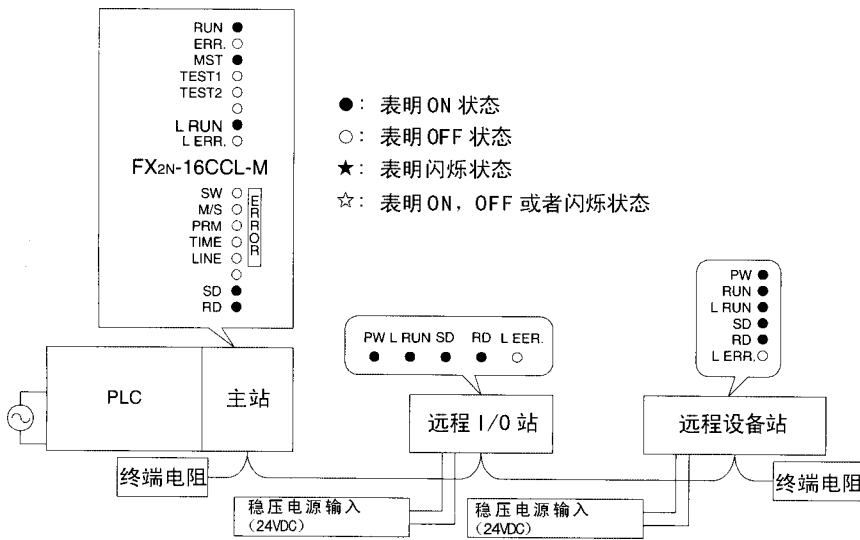 RUN ●
ERR. ○
MST ●
TEST1 ○
TEST2 ○
○
L RUN ●
L ERR. ○
FX2N-16CCL-M
SW ○
M/S ○
PRM ○
TIME ○
LINE ○
○
ERROR
SD ●
RD ●
●: 表明ON状态
○: 表明OFF状态
★: 表明闪烁状态
☆: 表明ON, OFF或者闪烁状态
PW ●
RUN ●
L RUN ●
SD ●
RD ●
L ERR. ○
PW L RUN SD RD L EER.
● ● ● ● ○
PLC
主站
远程I/O站
远程设备站
终端电阻
终端电阻
稳压电源输入
(24VDC)
稳压电源输入
(24VDC)